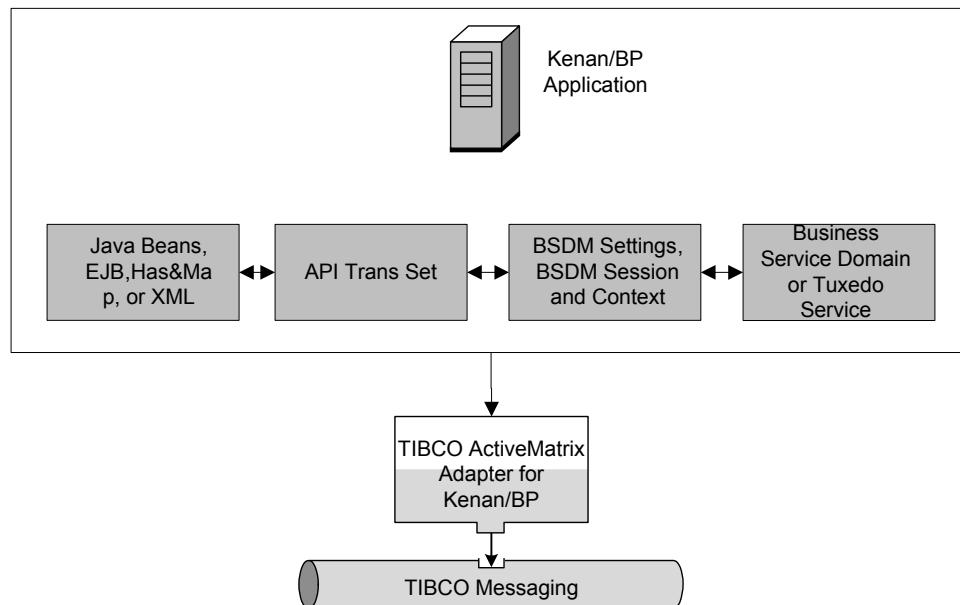 Kenan/BP
Application
Java Beans,
EJB,Has&Ma
p, or XML
API Trans Set
BSDM Settings,
BSDM Session
and Context
Business
Service Domain
or Tuxedo
Service
TIBCO ActiveMatrix
Adapter for
Kenan/BP
TIBCO Messaging